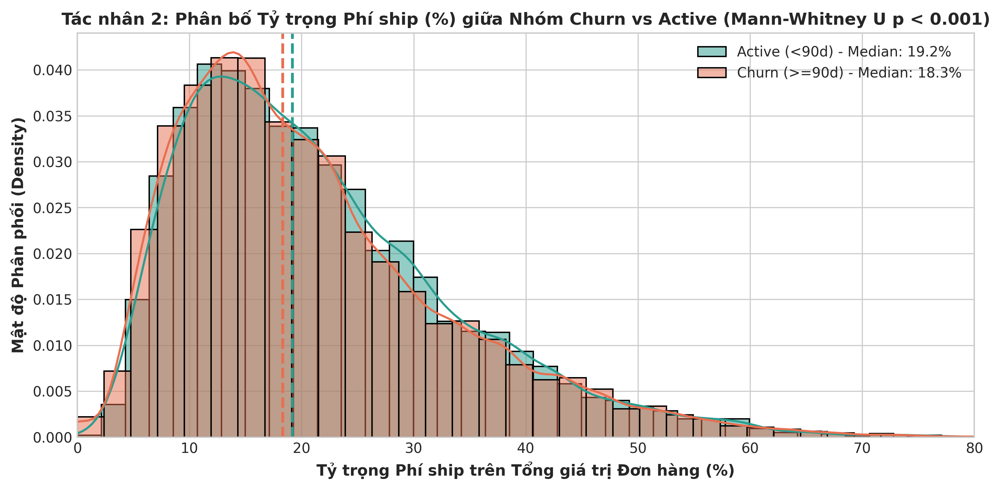 Tác nhân 2: Phân bố Tỷ trọng Phí ship (%) giữa Nhóm Churn vs Active (Mann-Whitney U p < 0.001)
Active (<90d) - Median: 19.2%
Churn (>=90d) - Median: 18.3%
Mật độ Phân phối (Density)
0.040
0.035
0.030
0.025
0.020
0.015
0.010
0.005
0.000
0 10 20 30 40 50 60 70 80
Tỷ trọng Phí ship trên Tổng giá trị Đơn hàng (%)